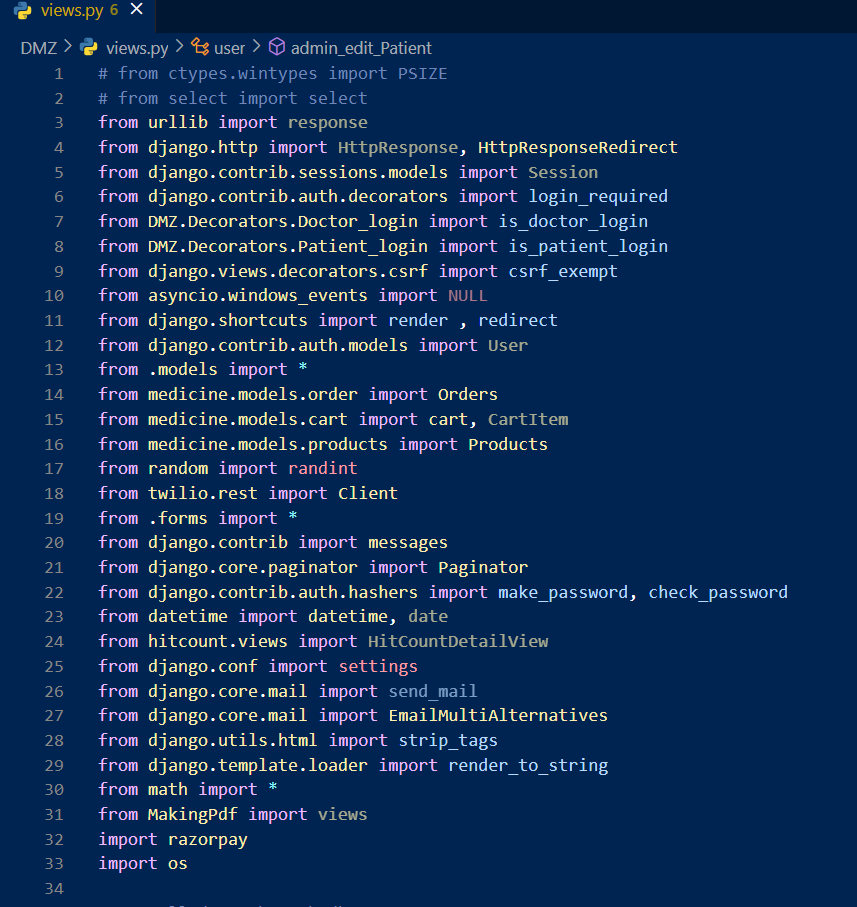 views.py 6
DMZ > views.py > user > admin_edit_Patient
1 # from ctypes.wintypes import PSIZE
2 # from select import select
3 from urllib import response
4 from django.http import HttpResponse, HttpResponseRedirect
5 from django.contrib.sessions.models import Session
6 from django.contrib.auth.decorators import login_required
7 from DMZ.Decorators.Doctor_login import is_doctor_login
8 from DMZ.Decorators.Patient_login import is_patient_login
9 from django.views.decorators.csrf import csrf_exempt
10 from asyncio.windows_events import NULL
11 from django.shortcuts import render , redirect
12 from django.contrib.auth.models import User
13 from .models import *
14 from medicine.models.order import Orders
15 from medicine.models.cart import cart, CartItem
16 from medicine.models.products import Products
17 from random import randint
18 from twilio.rest import Client
19 from .forms import *
20 from django.contrib import messages
21 from django.core.paginator import Paginator
22 from django.contrib.auth.hashers import make_password, check_password
23 from datetime import datetime, date
24 from hitcount.views import HitCountDetailView
25 from django.conf import settings
26 from django.core.mail import send_mail
27 from django.core.mail import EmailMultiAlternatives
28 from django.utils.html import strip_tags
29 from django.template.loader import render_to_string
30 from math import *
31 from MakingPdf import views
32 import razorpay
33 import os
34